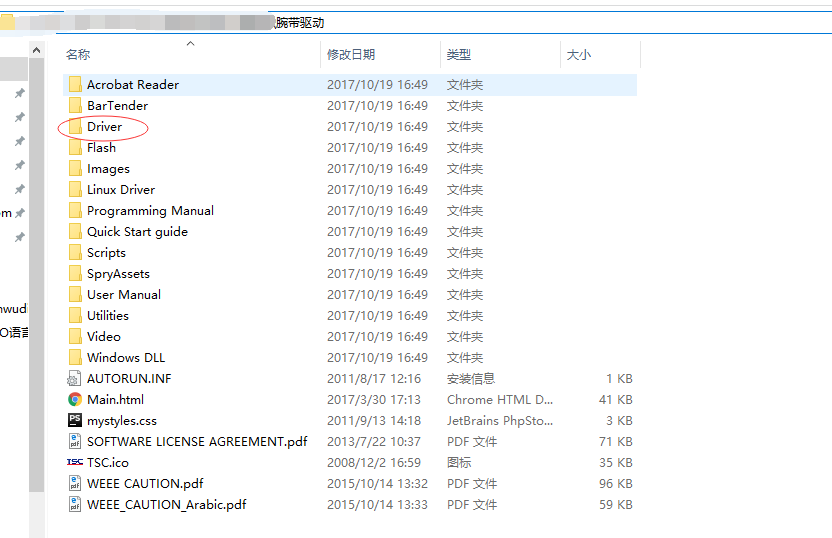 腕带驱动
名称 修改日期 类型 大小
Acrobat Reader 2017/10/19 16:49 文件夹
BarTender 2017/10/19 16:49 文件夹
Driver 2017/10/19 16:49 文件夹
Flash 2017/10/19 16:49 文件夹
Images 2017/10/19 16:49 文件夹
Linux Driver 2017/10/19 16:49 文件夹
Programming Manual 2017/10/19 16:49 文件夹
om Quick Start guide 2017/10/19 16:49 文件夹
Scripts 2017/10/19 16:49 文件夹
SpryAssets 2017/10/19 16:49 文件夹
User Manual 2017/10/19 16:49 文件夹
nwudi Utilities 2017/10/19 16:49 文件夹
O语言 Video 2017/10/19 16:49 文件夹
Windows DLL 2017/10/19 16:49 文件夹
AUTORUN.INF 2011/8/17 12:16 安装信息 1 KB
Main.html 2017/3/30 17:13 Chrome HTML D... 41 KB
PS mystyles.css 2011/9/13 14:18 JetBrains PhpSto... 3 KB
SOFTWARE LICENSE AGREEMENT.pdf 2013/7/22 10:37 PDF 文件 71 KB
TSC TSC.ico 2008/12/2 16:59 图标 35 KB
WEEE CAUTION.pdf 2015/10/14 13:32 PDF 文件 96 KB
WEEE_CAUTION_Arabic.pdf 2015/10/14 13:33 PDF 文件 59 KB